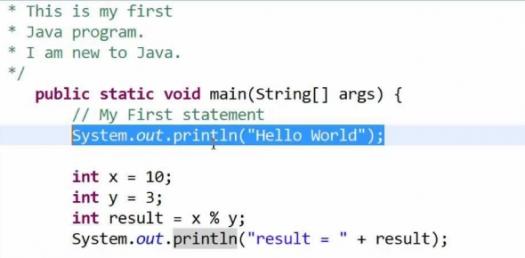 * This is my first
* Java program.
* I am new to Java.
*/
public static void main(String[] args) {
// My First statement
System.out.println("Hello World");
int x = 10;
int y = 3;
int result = x % y;
System.out.println("result = " + result);